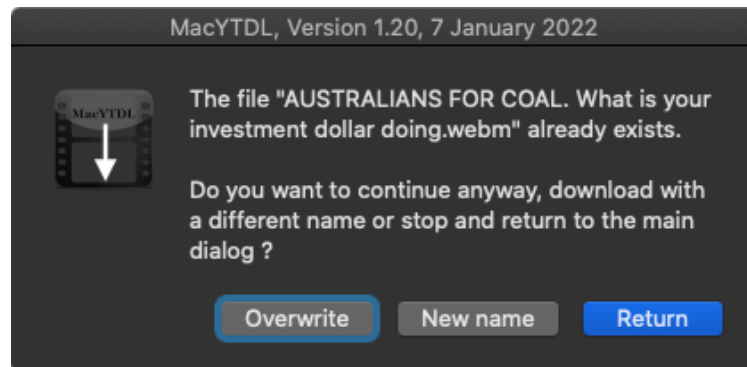 MacYTDL, Version 1.20, 7 January 2022
MacYTDL
The file "AUSTRALIANS FOR COAL. What is your
investment dollar doing.webm" already exists.
Do you want to continue anyway, download with
a different name or stop and return to the main
dialog ?
Overwrite New name Return